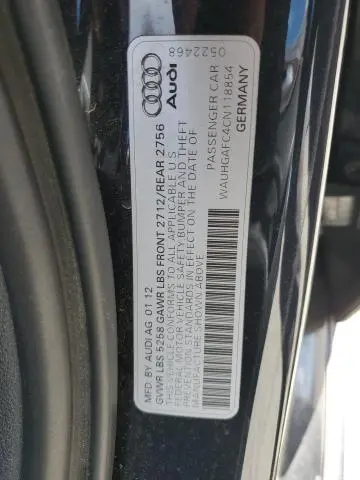 05222468
Audi
MFD BY AUDI AG 01 12
GVWR LBS 5258 GAWR LBS FRONT 2712/REAR 2756
THIS VEHICLE CONFORMS TO ALL APPLICABLE U S
FEDERAL MOTOR VEHICLE SAFETY BUMPER AND THEFT
PREVENTION STANDARDS IN EFFECT ON THE DATE OF
MANUFACTURE SHOWN ABOVE
PASSENGER CAR
WAUHGAFC4CN118864
GERMANY